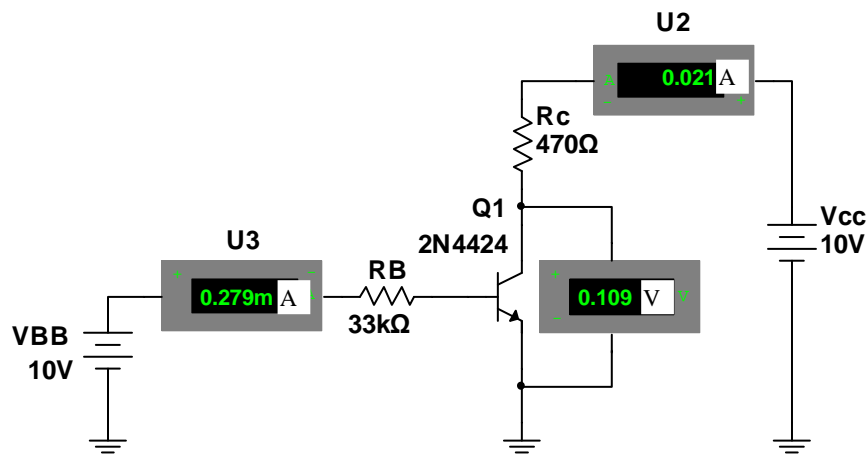 U2
A
0.021 A
−
+
Rc
470Ω
Q1
2N4424
Vcc
10V
U3
+
−
0.279m A
RB
33kΩ
+
0.109 V
V
−
VBB
10V